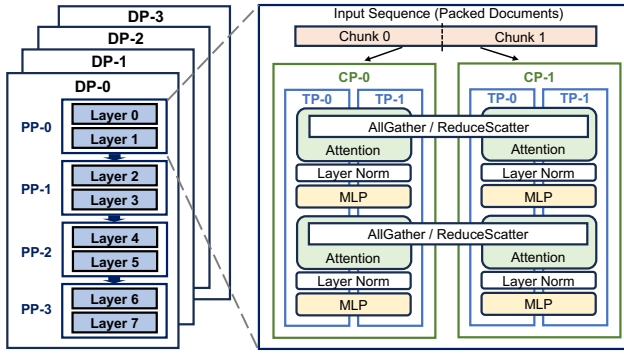 DP-3
DP-2
DP-1
DP-0
PP-0
Layer 0
Layer 1
PP-1
Layer 2
Layer 3
PP-2
Layer 4
Layer 5
PP-3
Layer 6
Layer 7
Input Sequence (Packed Documents)
Chunk 0 Chunk 1
CP-0 CP-1
TP-0 TP-1 TP-0 TP-1
AllGather / ReduceScatter AllGather / ReduceScatter
Attention Attention
Layer Norm Layer Norm
MLP MLP
AllGather / ReduceScatter AllGather / ReduceScatter
Attention Attention
Layer Norm Layer Norm
MLP MLP